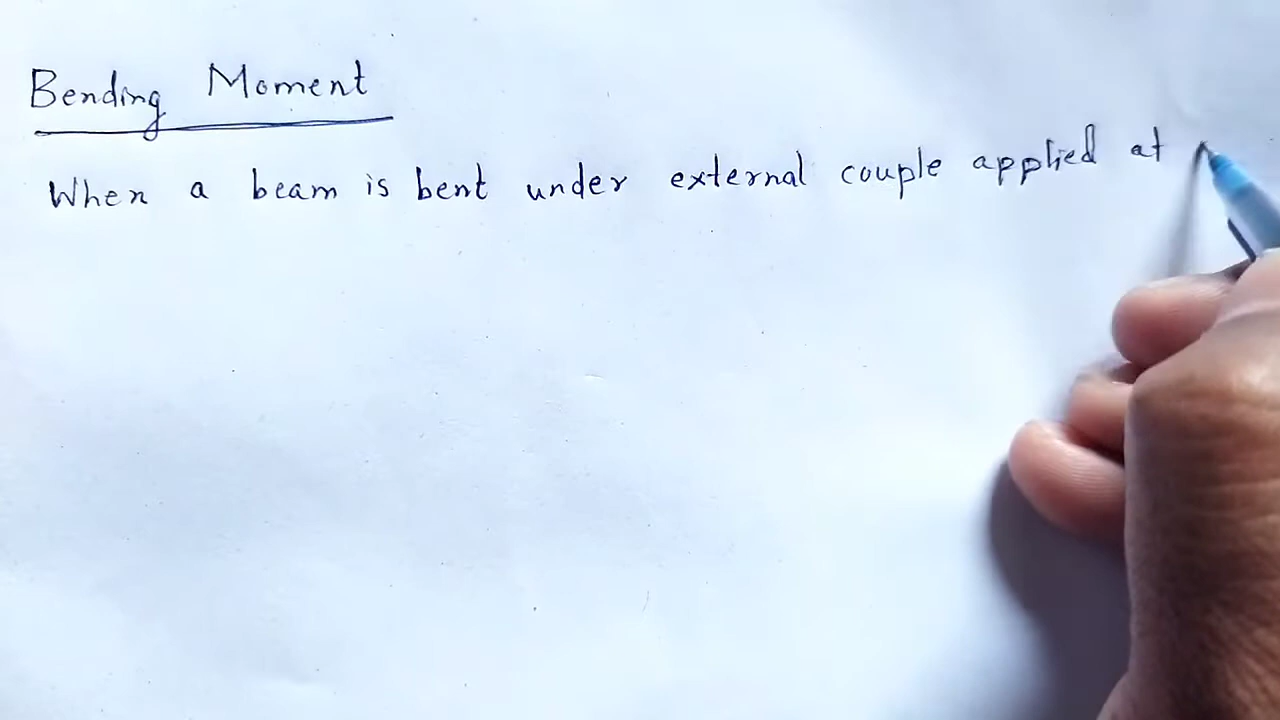 Bending Moment
When a beam is bent under external couple applied at